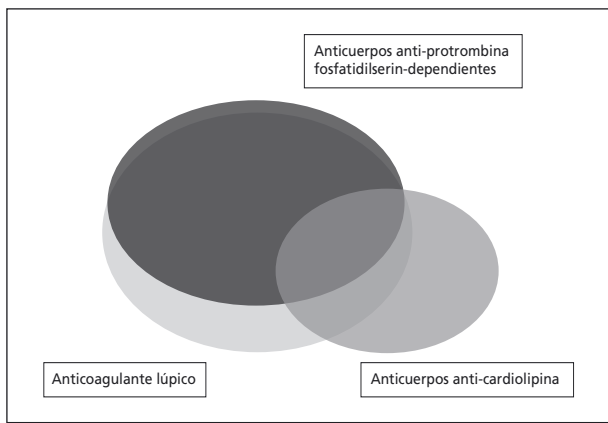 Anticuerpos anti-protrombina
fosfatidilserin-dependientes
Anticoagulante lúpico
Anticuerpos anti-cardiolipina